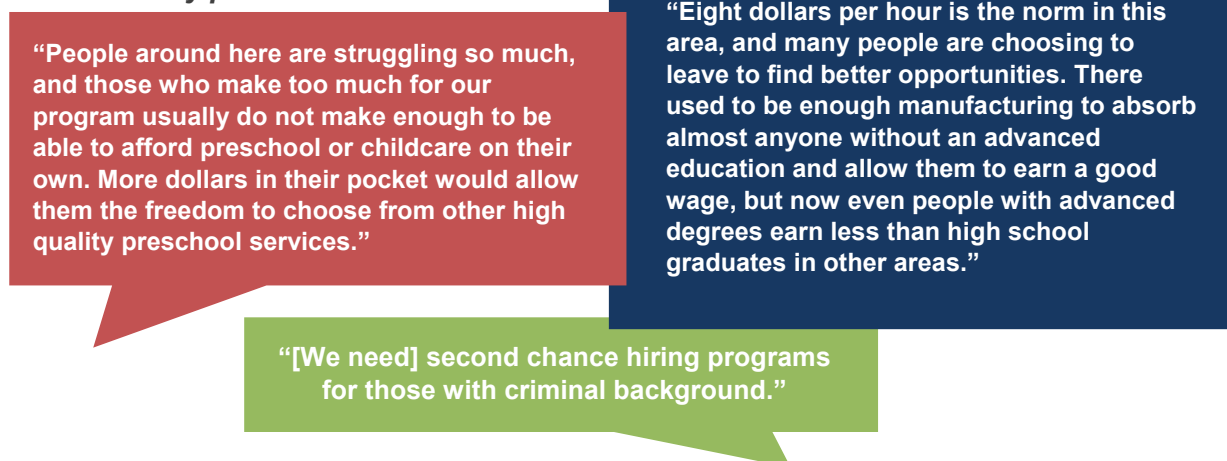 “People around here are struggling so much,
and those who make too much for our
program usually do not make enough to be
able to afford preschool or childcare on their
own. More dollars in their pocket would allow
them the freedom to choose from other high
quality preschool services.”
“Eight dollars per hour is the norm in this
area, and many people are choosing to
leave to find better opportunities. There
used to be enough manufacturing to absorb
almost anyone without an advanced
education and allow them to earn a good
wage, but now even people with advanced
degrees earn less than high school
graduates in other areas.”
“[We need] second chance hiring programs
for those with criminal background.”